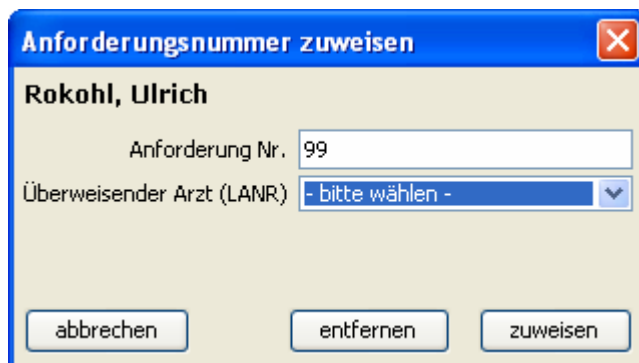 Anforderungsnummer zuweisen
Rokohl, Ulrich
Anforderung Nr. 99
Überweisender Arzt (LANR) - bitte wählen -
abbrechen entfernen zuweisen